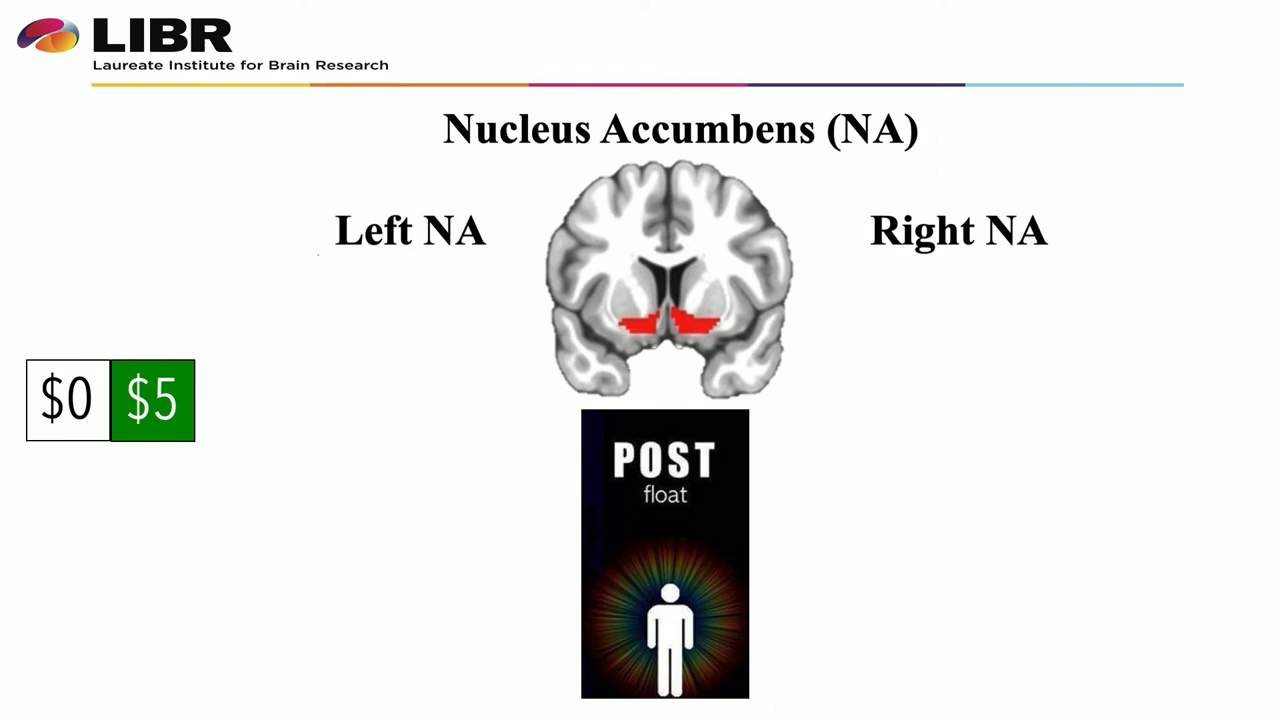 LIBR
Laureate Institute for Brain Research
Nucleus Accumbens (NA)
Left NA
Right NA
$0 $5
POST
float